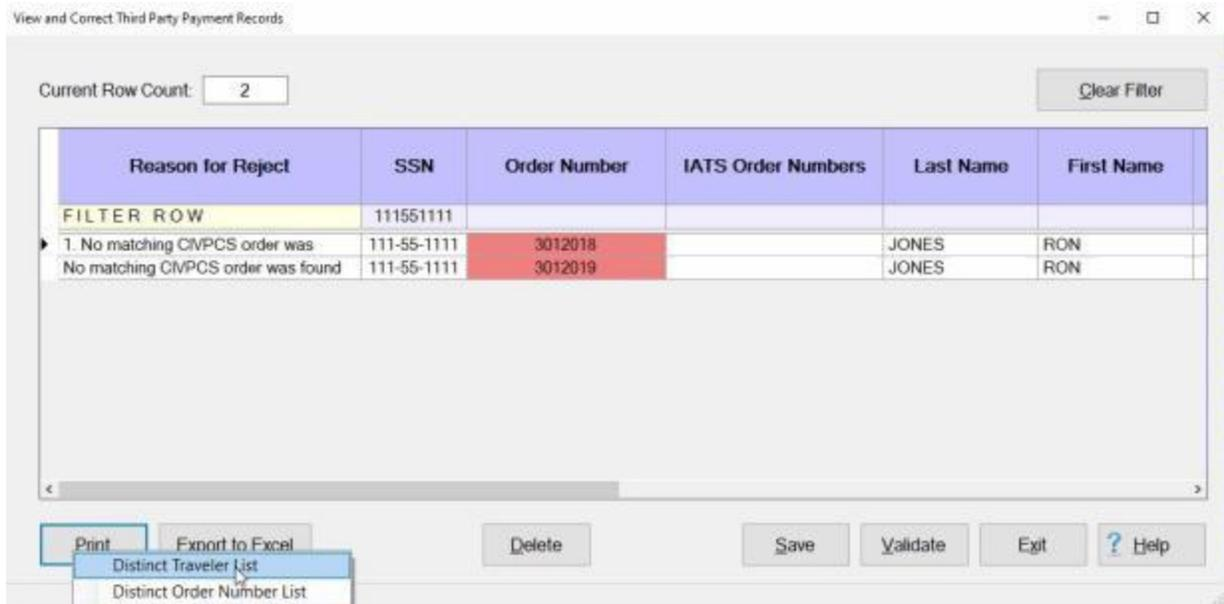 View and Correct Third Party Payment Records
Current Row Count: 2 Clear Filter
Reason for Reject SSN Order Number IATS Order Numbers Last Name First Name
FILTER ROW 111551111
1. No matching CIVPCS order was 111-55-1111 3012018 JONES RON
No matching CIVPCS order was found 111-55-1111 3012019 JONES RON
Print Export to Excel Delete Save Validate Exit ? Help
Distinct Traveler List
Distinct Order Number List